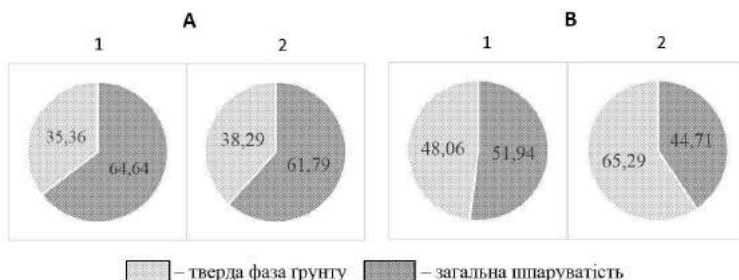 А В
1 2 1 2
35,36 64,64 38,29 61,79 48,06 51,94 65,29 44,71
– тверда фаза ґрунту – загальна шпаруватість